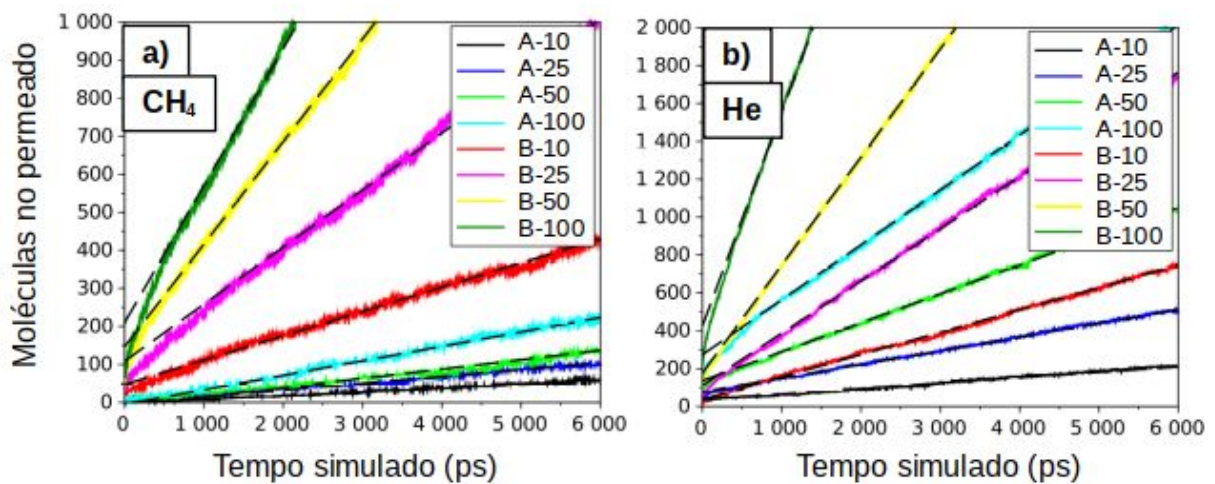 Moléculas no permeado
1 000
900
800
700
600
500
400
300
200
100
0
a)
CH₄
A-10
A-25
A-50
A-100
B-10
B-25
B-50
B-100
0
1 000
2 000
3 000
4 000
5 000
6 000
Tempo simulado (ps)
2 000
1 800
1 600
1 400
1 200
1 000
800
600
400
200
0
b)
He
A-10
A-25
A-50
A-100
B-10
B-25
B-50
B-100
0
1 000
2 000
3 000
4 000
5 000
6 000
Tempo simulado (ps)